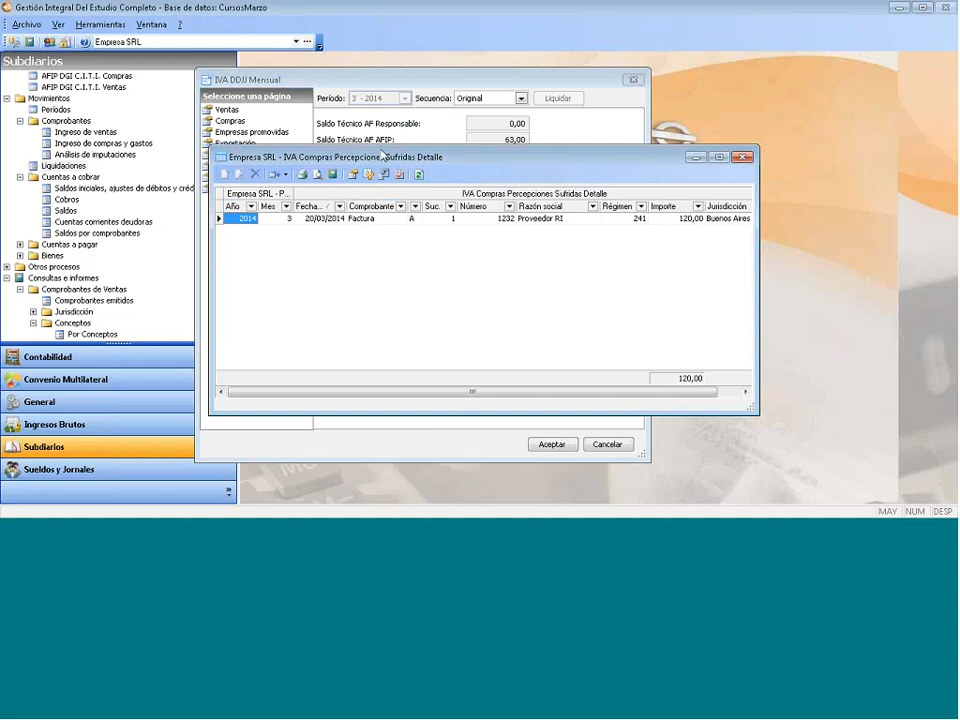 Gestión Integral Del Estudio Completo - Base de datos: CursosMarzo
Archivo Ver Herramientas Ventana ?
Empresa SRL
Subdiarios
AFIP DGI C.I.T.I. Compras
AFIP DGI C.I.T.I. Ventas
Movimientos
Períodos
Comprobantes
Ingreso de ventas
Ingreso de compras y gastos
Análisis de imputaciones
Liquidaciones
Cuentas a cobrar
Saldos iniciales, ajustes de débitos y créd
Cobros
Saldos
Cuentas corrientes deudoras
Saldos por comprobantes
Cuentas a pagar
Bienes
Otros procesos
Consultas e informes
Comprobantes de Ventas
Comprobantes emitidos
Jurisdicción
Conceptos
Por Conceptos
Contabilidad
Convenio Multilateral
General
Ingresos Brutos
Subdiarios
Sueldos y Jornales
IVA DDJJ Mensual
Seleccione una página
Ventas
Compras
Empresas promovidas
Exportación
Período: 3 - 2014 Secuencia: Original Liquidar
Saldo Técnico AF Responsable: 0,00
Saldo Técnico AF AFIP: 63,00
Empresa SRL - IVA Compras Percepciones Sufridas Detalle
Empresa SRL - P... IVA Compras Percepciones Sufridas Detalle
Año Mes Fecha... Comprobante Suc. Número Razón social Régimen Importe Jurisdicción
2014 3 20/03/2014 Factura A 1 1232 Proveedor RI 241 120,00 Buenos Aires
120,00
Aceptar Cancelar
MAY NUM DESP